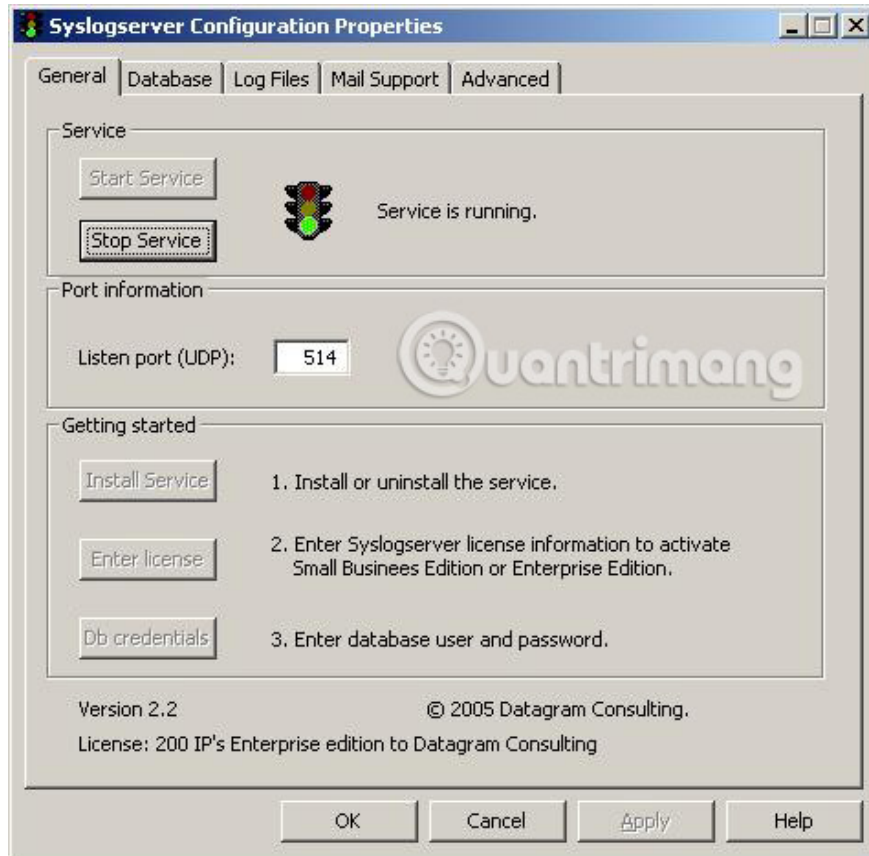 Syslogserver Configuration Properties
General Database Log Files Mail Support Advanced
Service
Start Service
Service is running.
Stop Service
Port information
Listen port (UDP): 514
Quantrimang
Getting started
Install Service 1. Install or uninstall the service.
Enter license 2. Enter Syslogserver license information to activate
Small Businees Edition or Enterprise Edition.
Db credentials 3. Enter database user and password.
Version 2.2 © 2005 Datagram Consulting.
License: 200 IP's Enterprise edition to Datagram Consulting
OK Cancel Apply Help